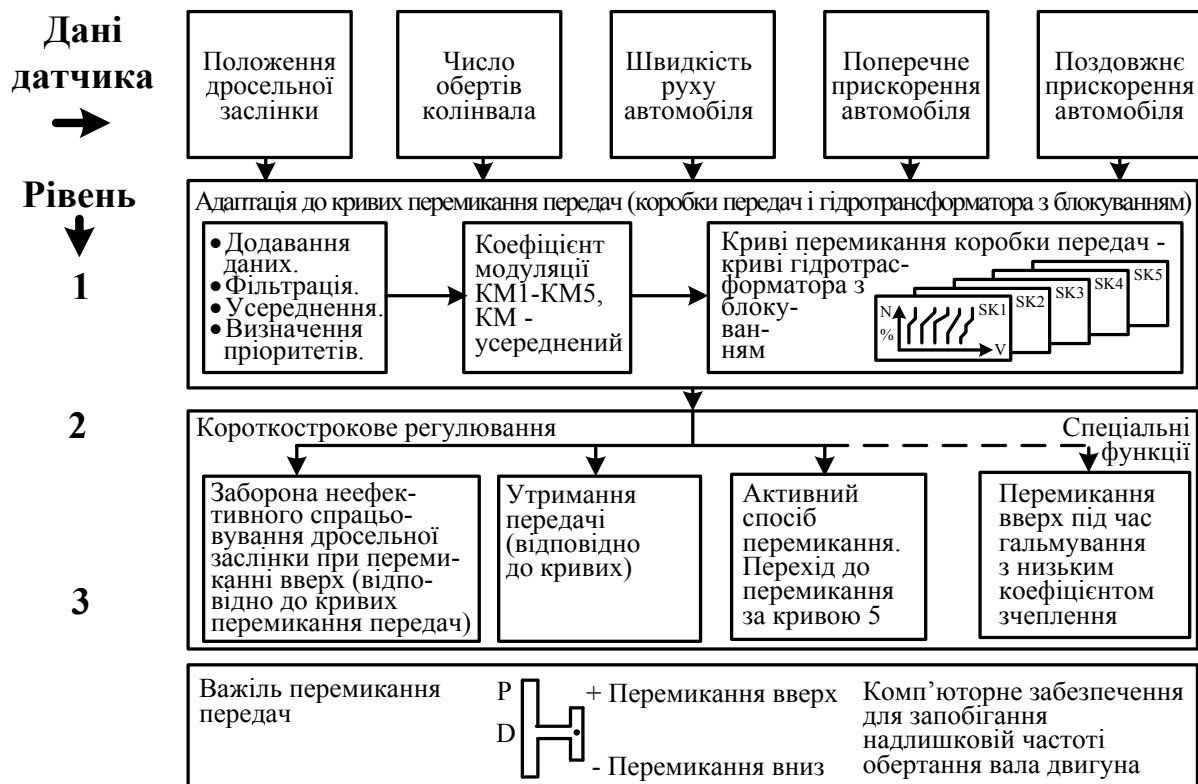 Дані
датчика
Положення
дросельної
заслінки
Число
обертів
колінвала
Швидкість
руху
автомобіля
Поперечне
прискорення
автомобіля
Поздовжнє
прискорення
автомобіля
Рівень
1
Адаптація до кривих перемикання передач (коробки передач і гідротрансформатора з блокуванням)
• Додавання
даних.
• Фільтрація.
• Усереднення.
• Визначення
пріоритетів.
Коефіцієнт
модуляції
КМ1-КМ5,
КМ -
усереднений
Криві перемикання коробки передач -
криві гідротрас-
форматора з
блоку-
ван-
ням
N
%
V
SK1
SK2
SK3
SK4
SK5
2
Короткострокове регулювання
Спеціальні
функції
3
Заборона неефек-
тивного спрацьо-
вування дросельної
заслінки при переми-
канні вверх (відпо-
відно до кривих
перемикання передач)
Утримання
передачі
(відповідно
до кривих)
Активний
спосіб
перемикання.
Перехід до
перемикання
за кривою 5
Перемикання
вверх під час
гальмування
з низьким
коефіцієнтом
зчеплення
Важіль перемикання
передач
P
D
+ Перемикання вверх
- Перемикання вниз
Комп’юторне забезпечення
для запобігання
надлишковій частоті
обертання вала двигуна